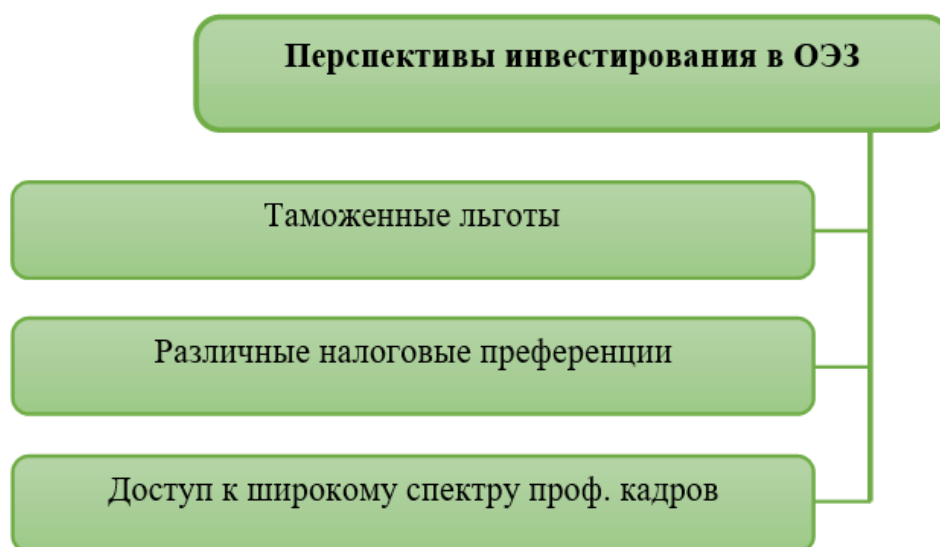 Перспективы инвестирования в ОЭЗ
Таможенные льготы
Различные налоговые преференции
Доступ к широкому спектру проф. кадров